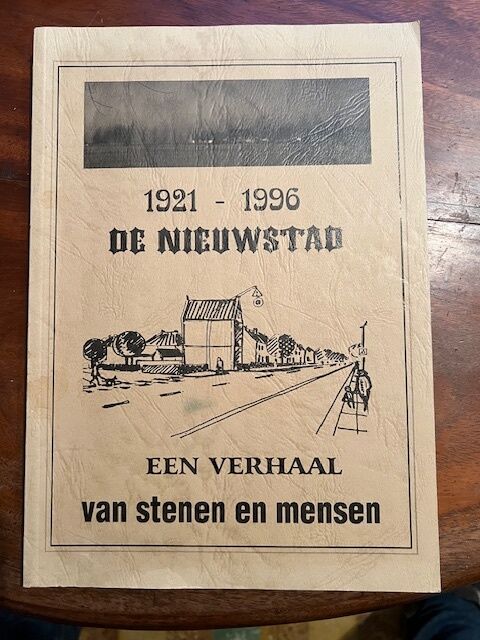 1921 - 1996
DE NIEUWSTAD
EEN VERHAAL
van stenen en mensen